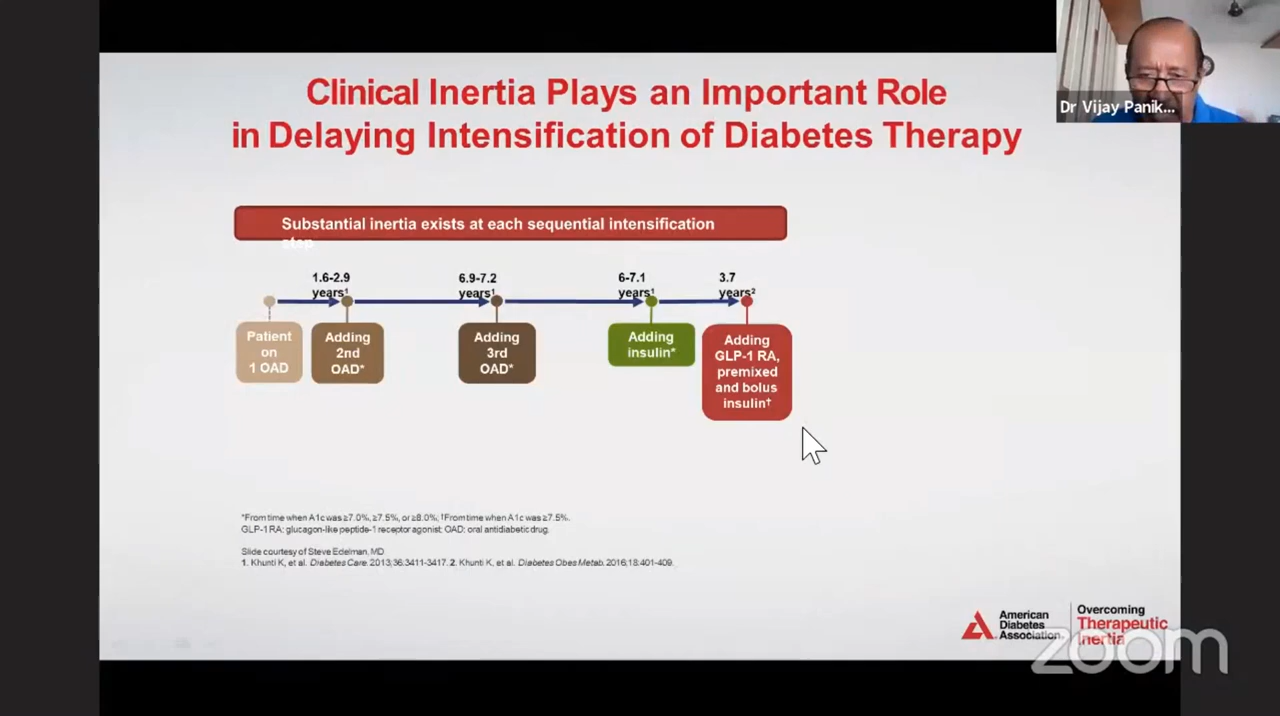 Clinical Inertia Plays an Important Role
in Delaying Intensification of Diabetes Therapy
Dr Vijay Panik...
Substantial inertia exists at each sequential intensification
step
1.6-2.9
years¹
6.9-7.2
years¹
6-7.1
years¹
3.7
years²
Patient
on
1 OAD
Adding
2nd
OAD*
Adding
3rd
OAD*
Adding
insulin*
Adding
GLP-1 RA,
premixed
and bolus
insulin†
*From time when A1c was ≥7.0%, ≥7.5%, or ≥8.0%; †From time when A1c was ≥7.5%.
GLP-1 RA: glucagon-like peptide-1 receptor agonist; OAD: oral antidiabetic drug.
Slide courtesy of Steve Edelman, MD
1. Khunti K, et al. Diabetes Care. 2013;36:3411-3417. 2. Khunti K, et al. Diabetes Obes Metab. 2016;18:401-409.
American
Diabetes
Association.
Overcoming
Therapeutic
Inertia
zoom